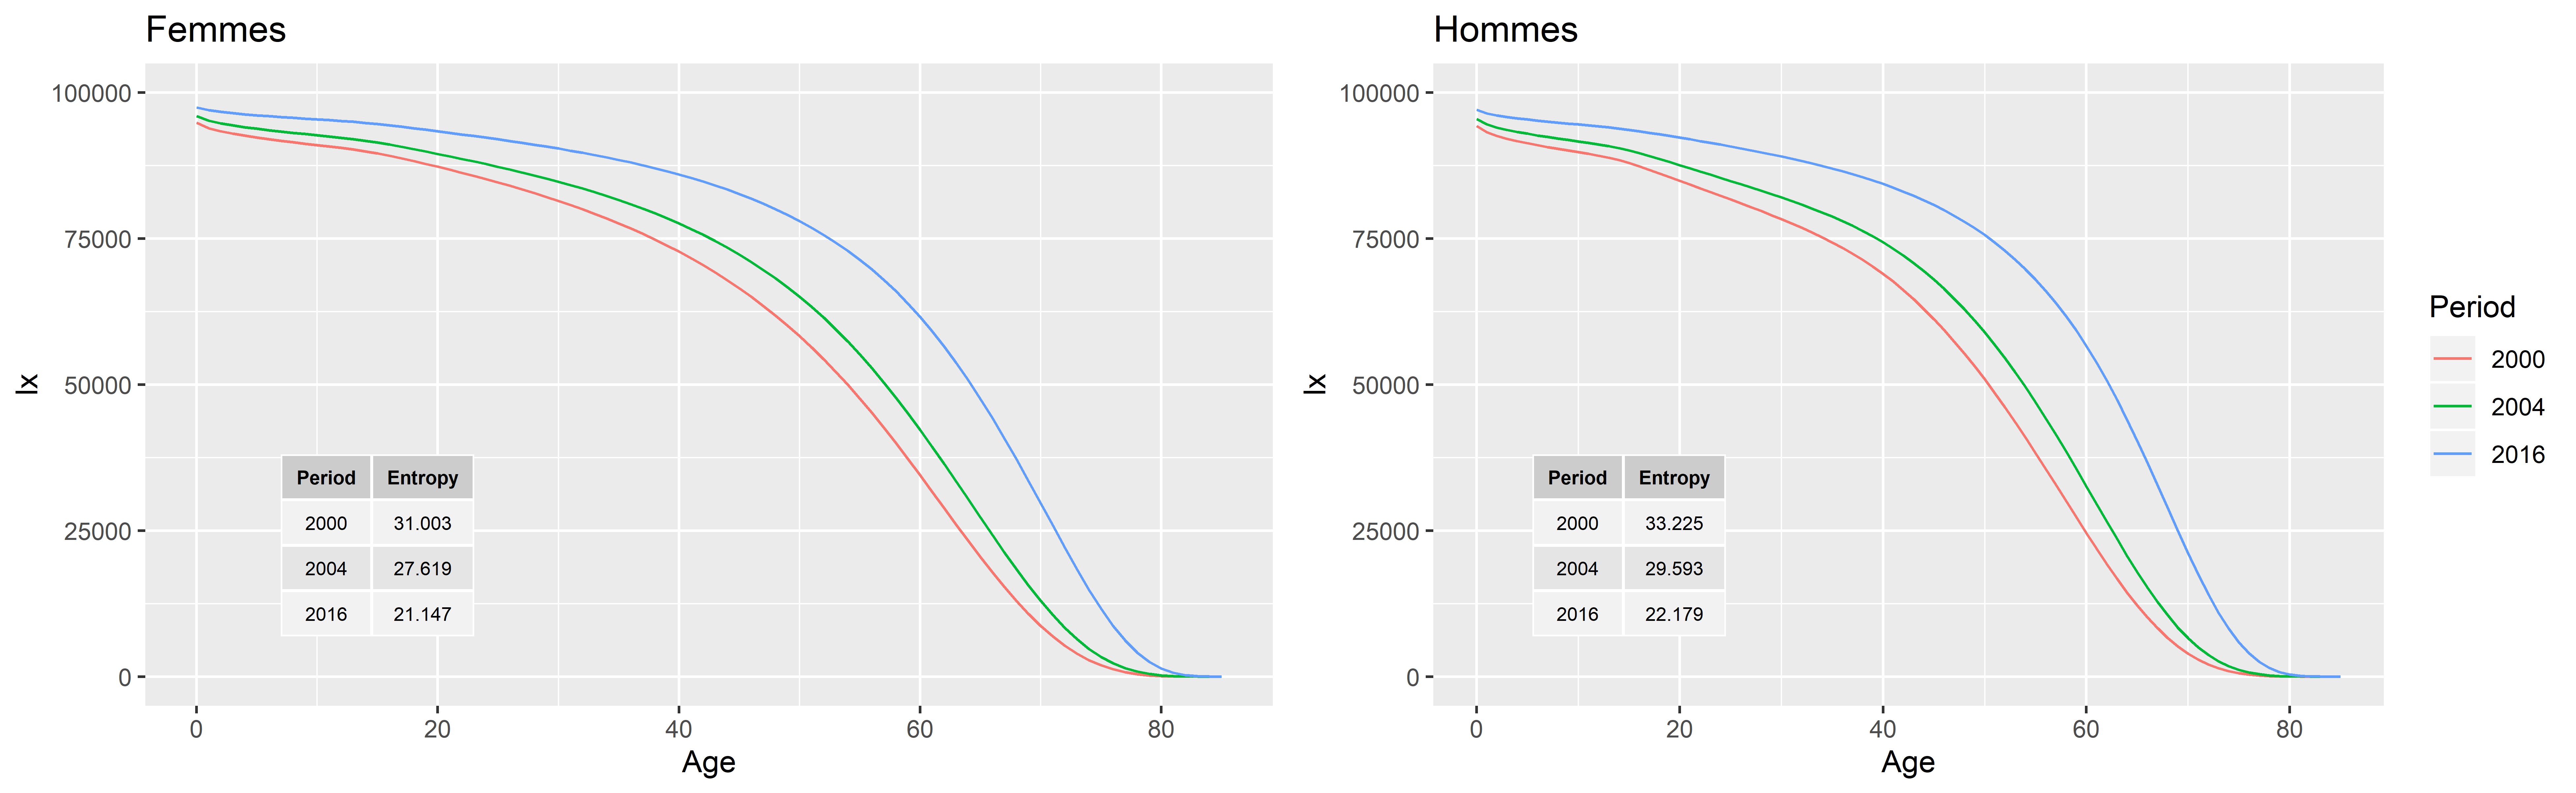 Femmes
100000
75000
50000
25000
0
lx
Period Entropy
2000 31.003
2004 27.619
2016 21.147
0 20 40 60 80
Age
Hommes
100000
75000
50000
25000
0
lx
Period Entropy
2000 33.225
2004 29.593
2016 22.179
0 20 40 60 80
Age
Period
2000
2004
2016